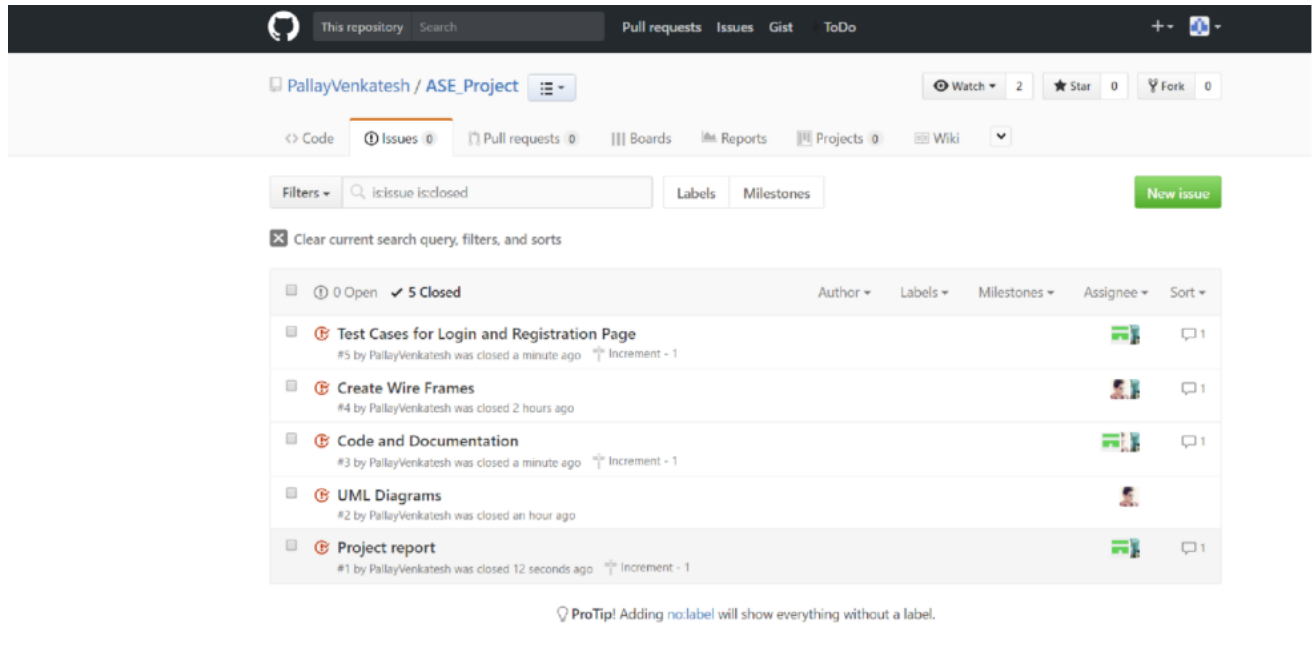 This repository Search Pull requests Issues Gist ToDo
PallayVenkatesh / ASE_Project Watch 2 Star 0 Fork 0
Code Issues 0 Pull requests 0 Boards Reports Projects 0 Wiki
Filters is:issue is:closed Labels Milestones New issue
Clear current search query, filters, and sorts
0 Open 5 Closed Author Labels Milestones Assignee Sort
Test Cases for Login and Registration Page 1
#5 by PallayVenkatesh was closed a minute ago Increment - 1
Create Wire Frames 1
#4 by PallayVenkatesh was closed 2 hours ago
Code and Documentation 1
#3 by PallayVenkatesh was closed a minute ago Increment - 1
UML Diagrams
#2 by PallayVenkatesh was closed an hour ago
Project report 1
#1 by PallayVenkatesh was closed 12 seconds ago Increment - 1
ProTip! Adding no:label will show everything without a label.